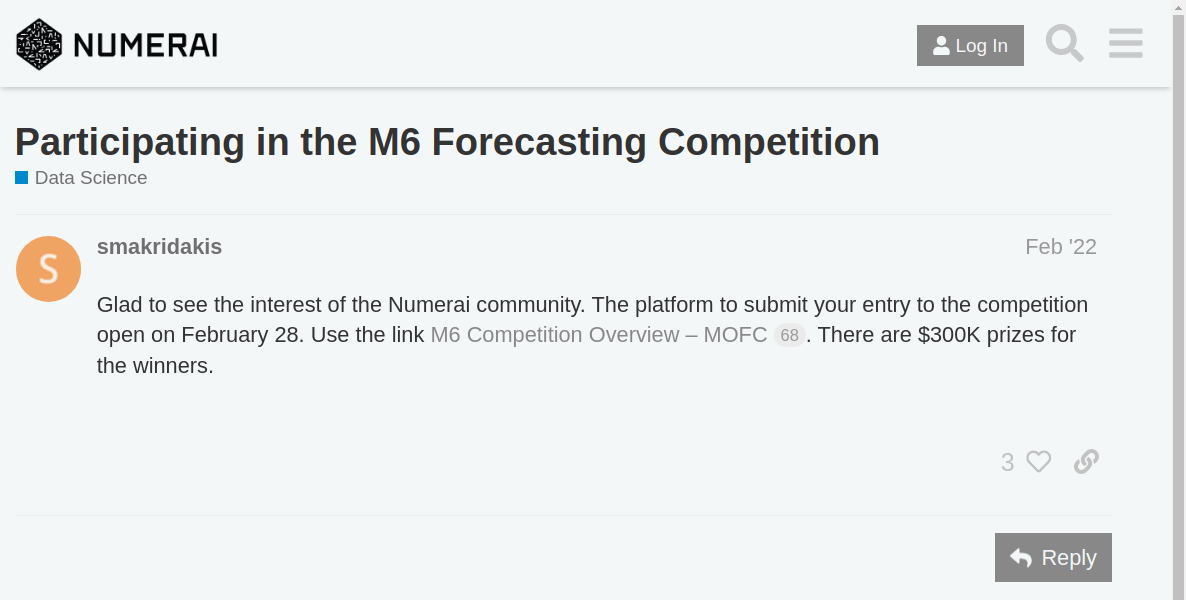 NUMERAI
Log In
Participating in the M6 Forecasting Competition
Data Science
S
smakridakis
Feb '22
Glad to see the interest of the Numerai community. The platform to submit your entry to the competition
open on February 28. Use the link M6 Competition Overview – MOFC 68. There are $300K prizes for
the winners.
3
Reply